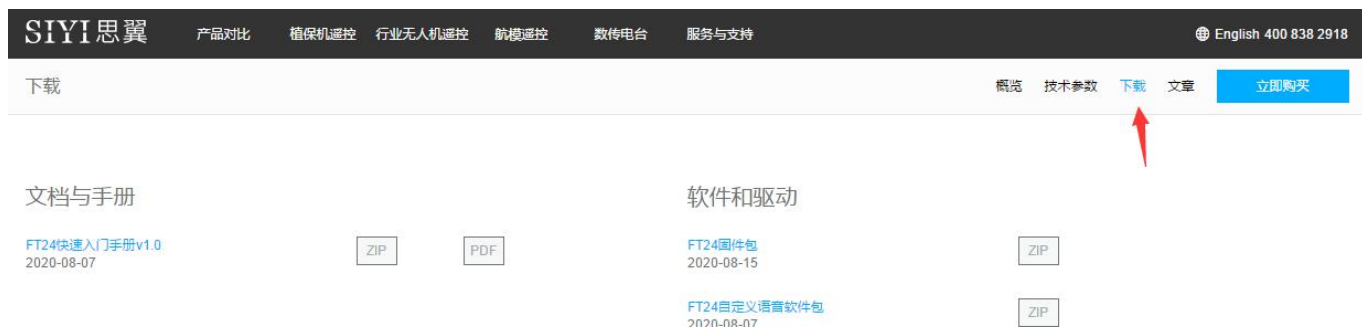 SIYI思翼 产品对比 植保机遥控 行业无人机遥控 航模遥控 数传电台 服务与支持 English 400 838 2918
下载 概览 技术参数 下载 文章 立即购买
文档与手册
FT24快速入门手册v1.0 ZIP PDF
2020-08-07
软件和驱动
FT24固件包 ZIP
2020-08-15
FT24自定义语音软件包 ZIP
2020-08-07